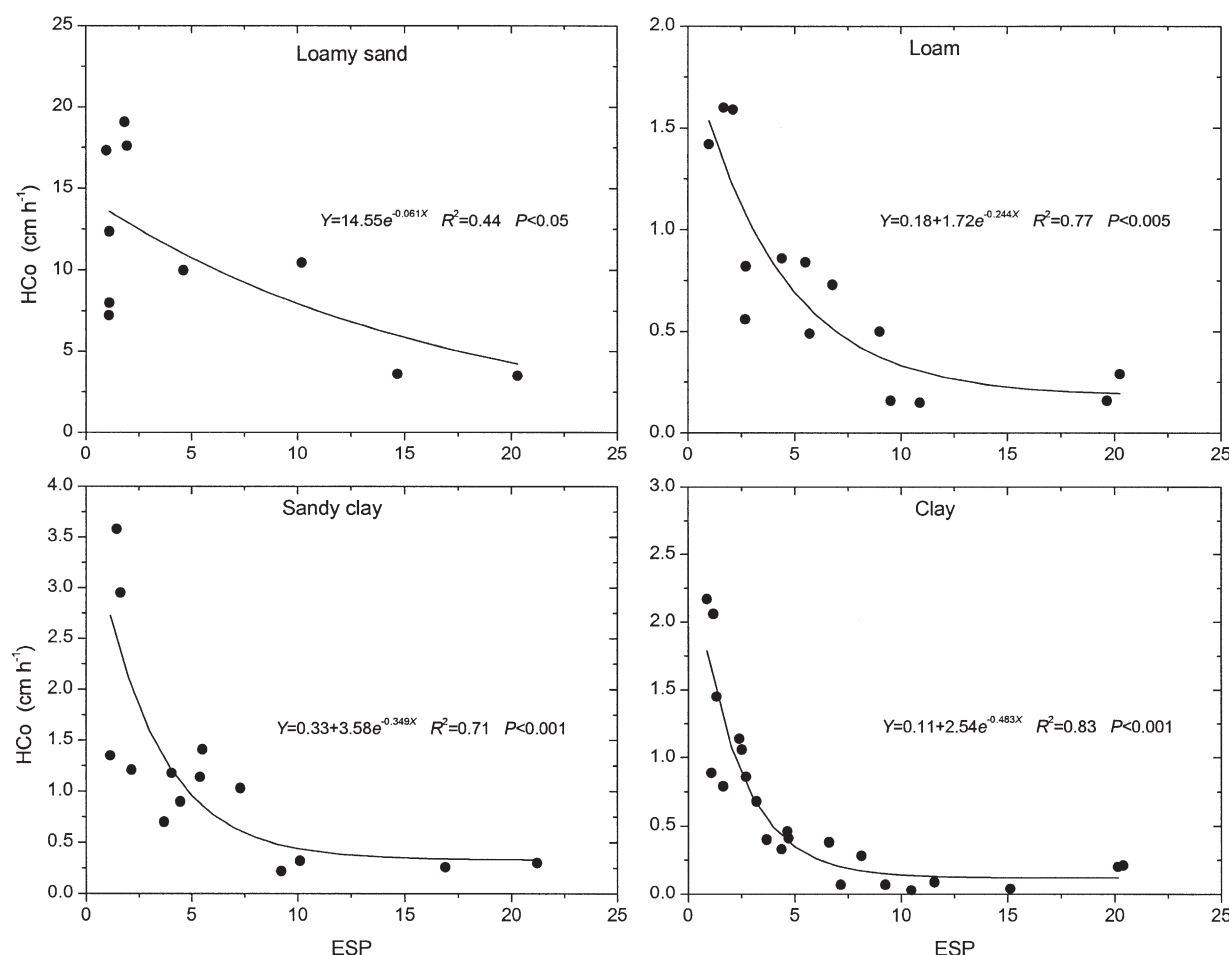 Loamy sand
HCo (cm h⁻¹)
25
20
15
10
5
0
Y=14.55e⁻⁰·⁰⁶¹ˣ R²=0.44 P<0.05
0 5 10 15 20 25
Loam
2.0
1.5
1.0
0.5
0.0
Y=0.18+1.72e⁻⁰·²⁴⁴ˣ R²=0.77 P<0.005
0 5 10 15 20 25
Sandy clay
HCo (cm h⁻¹)
4.0
3.5
3.0
2.5
2.0
1.5
1.0
0.5
0.0
Y=0.33+3.58e⁻⁰·³⁴⁹ˣ R²=0.71 P<0.001
0 5 10 15 20 25
ESP
Clay
3.0
2.5
2.0
1.5
1.0
0.5
0.0
Y=0.11+2.54e⁻⁰·⁴⁸³ˣ R²=0.83 P<0.001
0 5 10 15 20 25
ESP